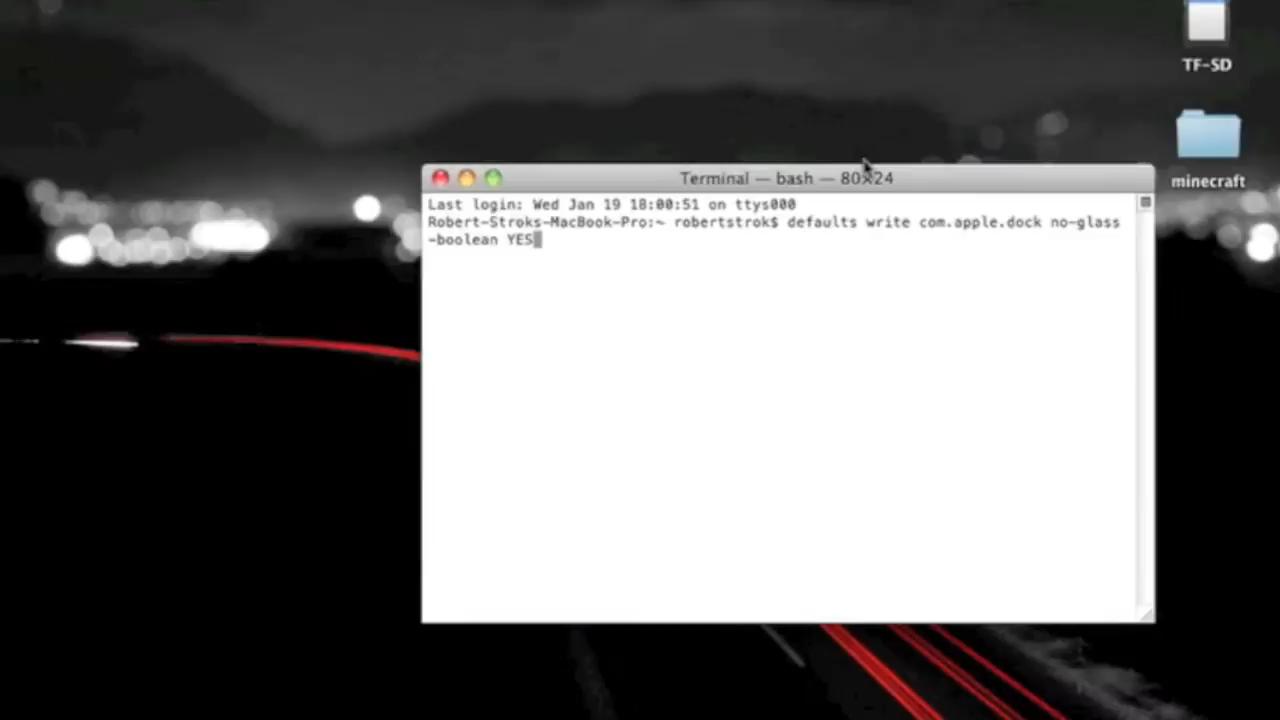 TF-SD
minecraft
Terminal — bash — 80×24
Last login: Wed Jan 19 18:00:51 on ttys000
Robert-Stroks-MacBook-Pro:~ robertstrok$ defaults write com.apple.dock no-glass
-boolean YES